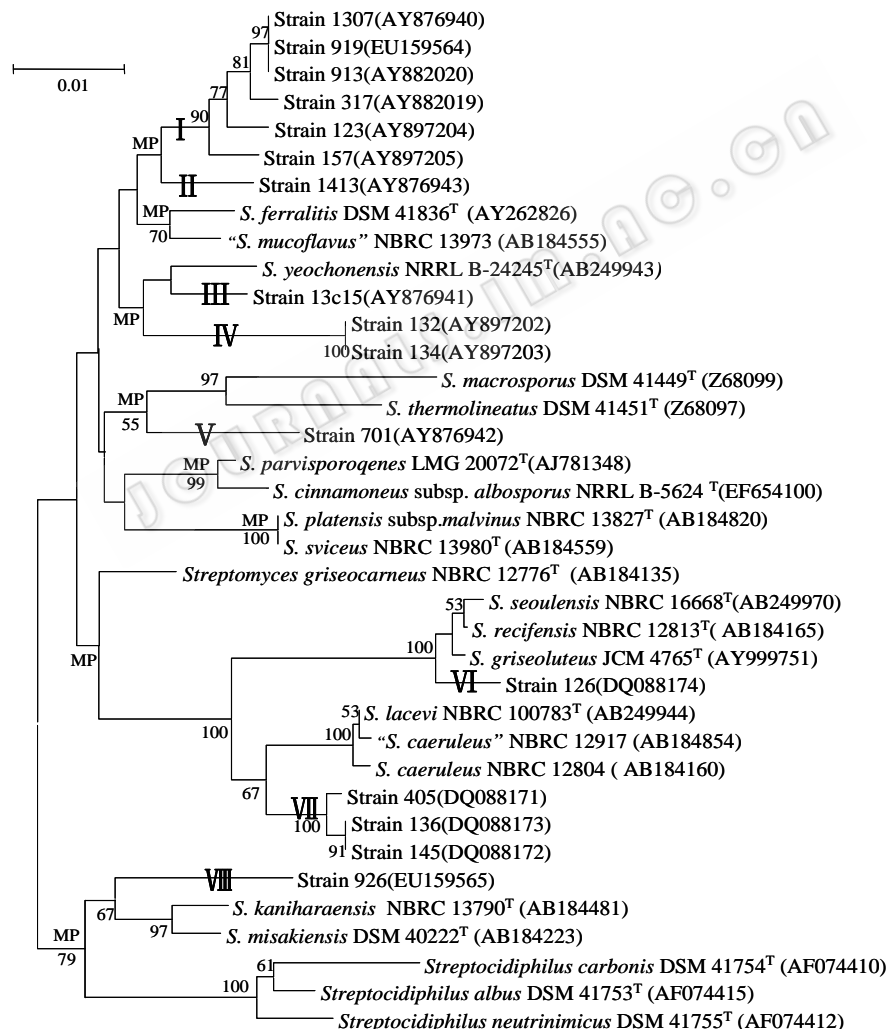 Strain 1307(AY876940)
97
Strain 919(EU159564)
81
Strain 913(AY882020)
0.01
77
Strain 317(AY882019)
90
I
Strain 123(AY897204)
MP
Strain 157(AY897205)
II
Strain 1413(AY876943)
MP
S. ferralitis DSM 41836T (AY262826)
70
“S. mucoflavus” NBRC 13973 (AB184555)
S. yeochonensis NRRL B-24245T(AB249943)
III
Strain 13c15(AY876941)
MP
IV
Strain 132(AY897202)
100
Strain 134(AY897203)
97
S. macrosporus DSM 41449T (Z68099)
MP
S. thermolineatus DSM 41451T (Z68097)
55
V
Strain 701(AY876942)
MP
S. parvisporoqenes LMG 20072T(AJ781348)
99
S. cinnamoneus subsp. albosporus NRRL B-5624 T(EF654100)
MP
S. platensis subsp.malvinus NBRC 13827T (AB184820)
100
S. sviceus NBRC 13980T (AB184559)
Streptomyces griseocarneus NBRC 12776T (AB184135)
53
S. seoulensis NBRC 16668T(AB249970)
S. recifensis NBRC 12813T( AB184165)
MP
100
S. griseoluteus JCM 4765T (AY999751)
VI
Strain 126(DQ088174)
100
53
S. lacevi NBRC 100783T (AB249944)
100
“S. caeruleus” NBRC 12917 (AB184854)
S. caeruleus NBRC 12804 ( AB184160)
67
VII
Strain 405(DQ088171)
100
Strain 136(DQ088173)
91
Strain 145(DQ088172)
VIII
Strain 926(EU159565)
67
S. kaniharaensis NBRC 13790T (AB184481)
MP
97
S. misakiensis DSM 40222T (AB184223)
79
61
Streptocidiphilus carbonis DSM 41754T (AF074410)
100
Streptocidiphilus albus DSM 41753T (AF074415)
Streptocidiphilus neutrinimicus DSM 41755T (AF074412)
JOURNALS.IM.AC.CN